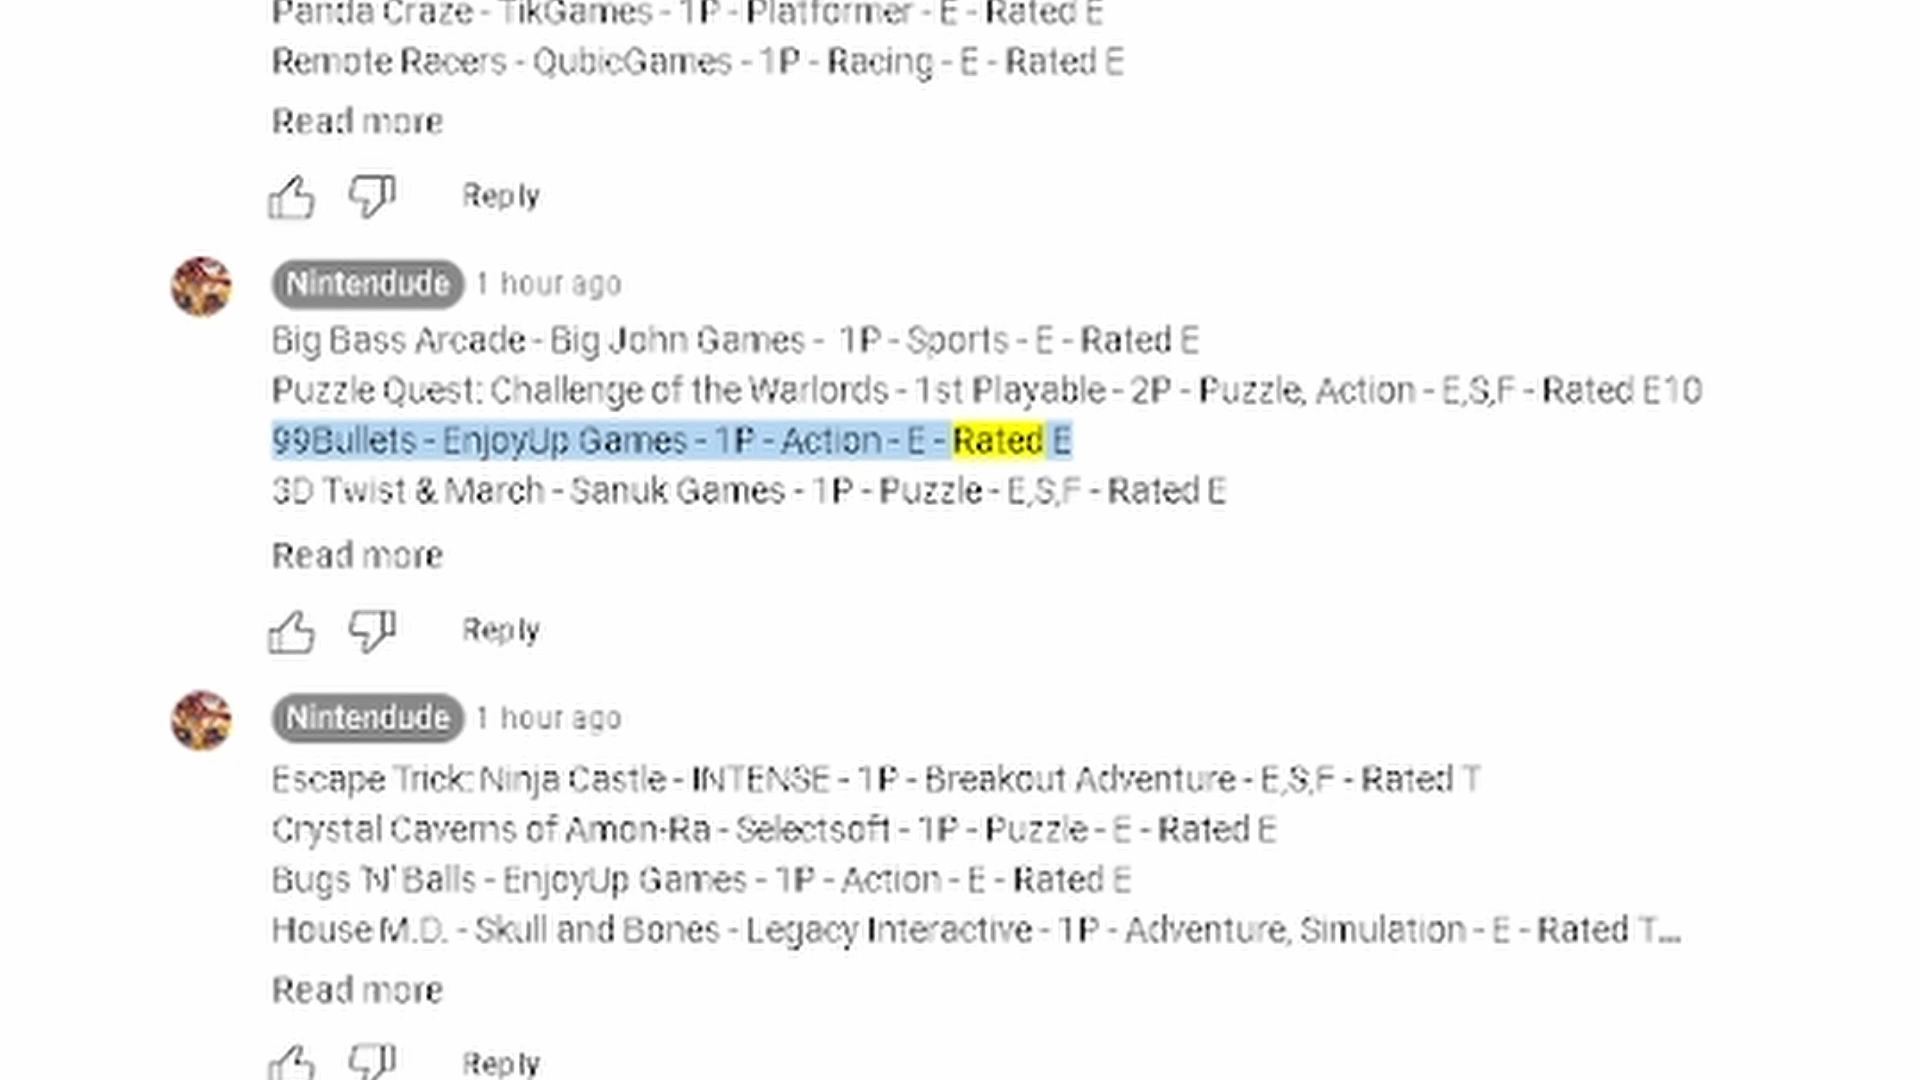 Panda Craze - TikGames - 1P - Platformer - E - Rated E
Remote Racers - QubicGames - 1P - Racing - E - Rated E
Read more
Reply
Nintendude 1 hour ago
Big Bass Arcade - Big John Games - 1P - Sports - E - Rated E
Puzzle Quest: Challenge of the Warlords - 1st Playable - 2P - Puzzle, Action - E,S,F - Rated E10
99Bullets - EnjoyUp Games - 1P - Action - E - Rated E
3D Twist & March - Sanuk Games - 1P - Puzzle - E,S,F - Rated E
Read more
Reply
Nintendude 1 hour ago
Escape Trick: Ninja Castle - INTENSE - 1P - Breakout Adventure - E,S,F - Rated T
Crystal Caverns of Amon-Ra - Selectsoft - 1P - Puzzle - E - Rated E
Bugs 'N' Balls - EnjoyUp Games - 1P - Action - E - Rated E
House M.D. - Skull and Bones - Legacy Interactive - 1P - Adventure, Simulation - E - Rated T...
Read more
Reply